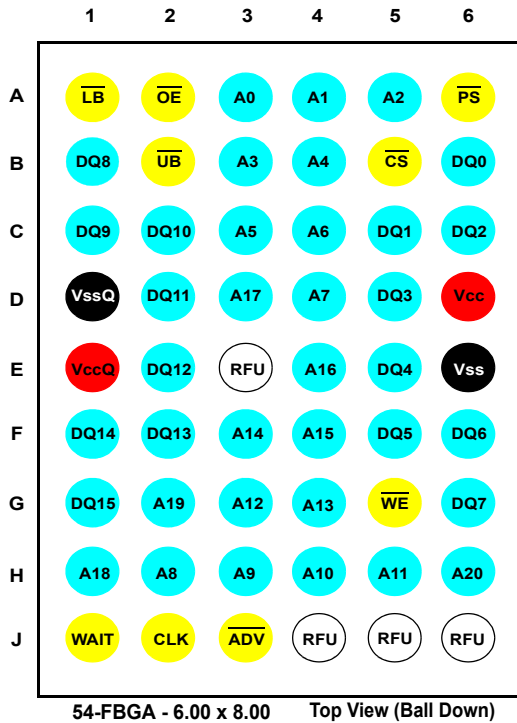 1 2 3 4 5 6
A LB OE A0 A1 A2 PS
B DQ8 UB A3 A4 CS DQ0
C DQ9 DQ10 A5 A6 DQ1 DQ2
D VssQ DQ11 A17 A7 DQ3 Vcc
E VccQ DQ12 RFU A16 DQ4 Vss
F DQ14 DQ13 A14 A15 DQ5 DQ6
G DQ15 A19 A12 A13 WE DQ7
H A18 A8 A9 A10 A11 A20
J WAIT CLK ADV RFU RFU RFU
54-FBGA - 6.00 x 8.00 Top View (Ball Down)